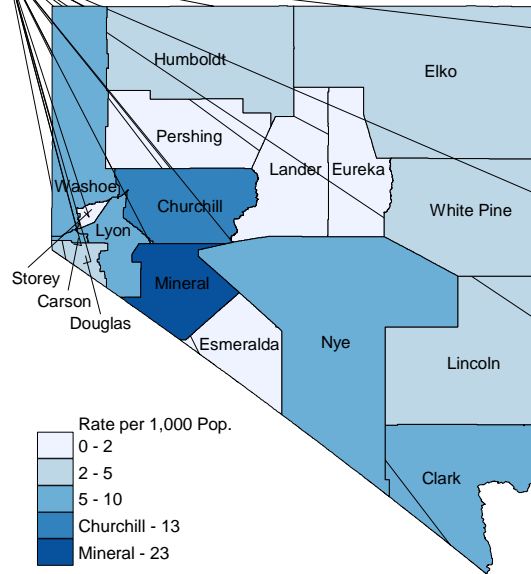 Humboldt
Elko
Pershing
Lander
Eureka
Washoe
Churchill
White Pine
Lyon
Storey
Carson
Douglas
Mineral
Esmeralda
Nye
Lincoln
Clark
Rate per 1,000 Pop.
0 - 2
2 - 5
5 - 10
Churchill - 13
Mineral - 23